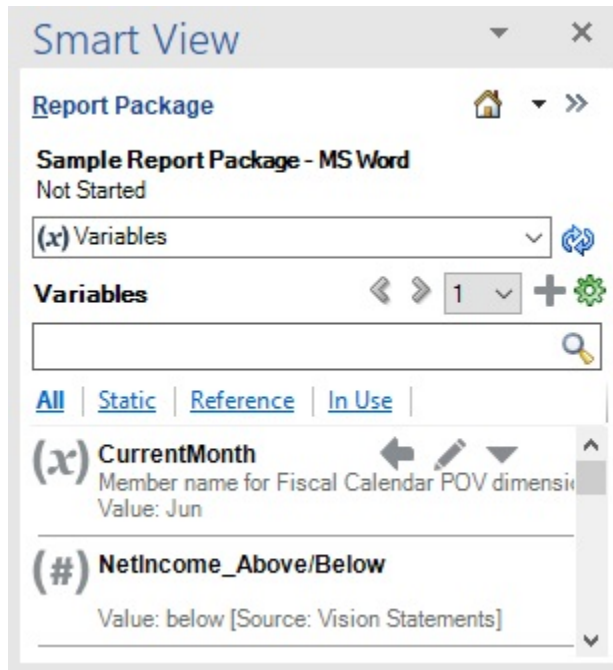 Smart View
Report Package
Sample Report Package - MS Word
Not Started
(x) Variables
Variables
1
All | Static | Reference | In Use |
(x) CurrentMonth
Member name for Fiscal Calendar POV dimensi
Value: Jun
(#) NetIncome_Above/Below
Value: below [Source: Vision Statements]